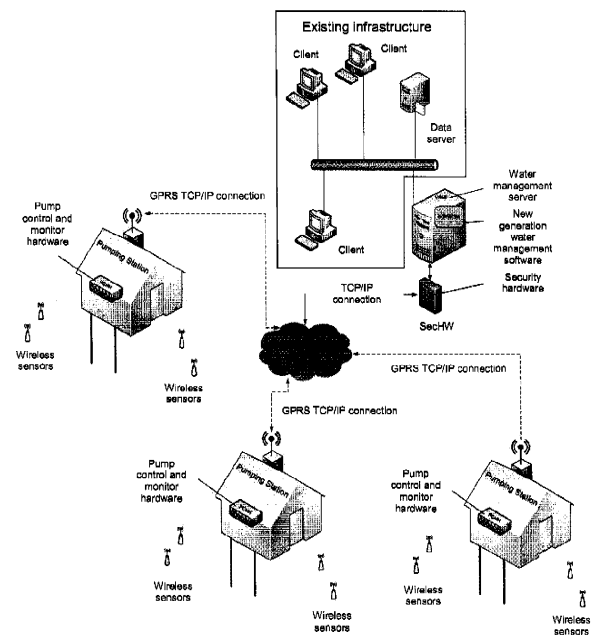 Existing infrastructure
Client
Client
Data
server
Client
Water
management
server
New
generation
water
management
software
Security
hardware
TCP/IP
connection
SecHW
GPRS TCP/IP connection
Pump
control and
monitor
hardware
Pumping Station
Wireless
sensors
Wireless
sensors
GPRS TCP/IP connection
GPRS TCP/IP connection
Pump
control and
monitor
hardware
Pumping Station
Wireless
sensors
Wireless
sensors
Pump
control and
monitor
hardware
Pumping Station
Wireless
sensors
Wireless
sensors